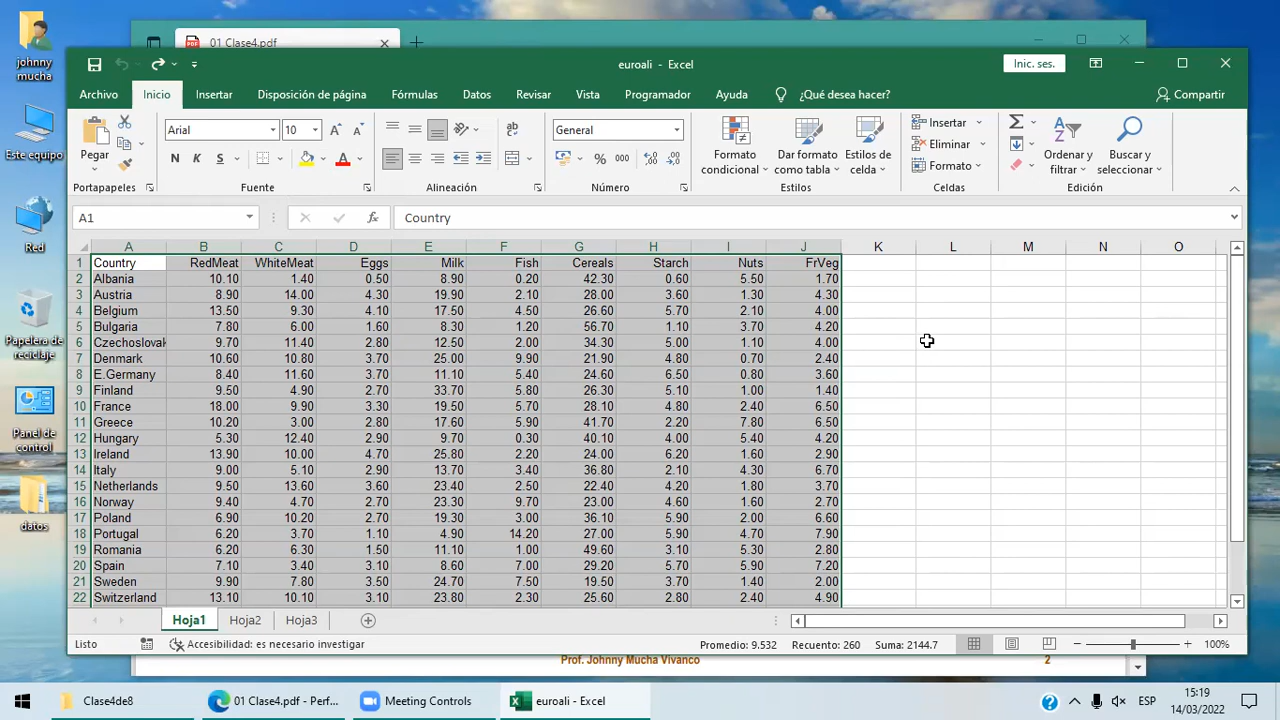 johnny
mucha
Este equipo
Red
Papelera de
reciclaje
Panel de
control
datos
01 Clase4.pdf
euroali - Excel
Inic. ses.
Archivo Inicio Insertar Disposición de página Fórmulas Datos Revisar Vista Programador Ayuda ¿Qué desea hacer? Compartir
Pegar
Portapapeles
Arial 10
N K S
Fuente
ab
Alineación
General
% 000
Número
Formato
condicional
Dar formato
como tabla
Estilos de
celda
Estilos
Insertar
Eliminar
Formato
Celdas
Ordenar y
filtrar
Buscar y
seleccionar
Edición
A1 fx Country
A B C D E F G H I J K L M N O
1 Country RedMeat WhiteMeat Eggs Milk Fish Cereals Starch Nuts FrVeg
2 Albania 10.10 1.40 0.50 8.90 0.20 42.30 0.60 5.50 1.70
3 Austria 8.90 14.00 4.30 19.90 2.10 28.00 3.60 1.30 4.30
4 Belgium 13.50 9.30 4.10 17.50 4.50 26.60 5.70 2.10 4.00
5 Bulgaria 7.80 6.00 1.60 8.30 1.20 56.70 1.10 3.70 4.20
6 Czechoslovak 9.70 11.40 2.80 12.50 2.00 34.30 5.00 1.10 4.00
7 Denmark 10.60 10.80 3.70 25.00 9.90 21.90 4.80 0.70 2.40
8 E.Germany 8.40 11.60 3.70 11.10 5.40 24.60 6.50 0.80 3.60
9 Finland 9.50 4.90 2.70 33.70 5.80 26.30 5.10 1.00 1.40
10 France 18.00 9.90 3.30 19.50 5.70 28.10 4.80 2.40 6.50
11 Greece 10.20 3.00 2.80 17.60 5.90 41.70 2.20 7.80 6.50
12 Hungary 5.30 12.40 2.90 9.70 0.30 40.10 4.00 5.40 4.20
13 Ireland 13.90 10.00 4.70 25.80 2.20 24.00 6.20 1.60 2.90
14 Italy 9.00 5.10 2.90 13.70 3.40 36.80 2.10 4.30 6.70
15 Netherlands 9.50 13.60 3.60 23.40 2.50 22.40 4.20 1.80 3.70
16 Norway 9.40 4.70 2.70 23.30 9.70 23.00 4.60 1.60 2.70
17 Poland 6.90 10.20 2.70 19.30 3.00 36.10 5.90 2.00 6.60
18 Portugal 6.20 3.70 1.10 4.90 14.20 27.00 5.90 4.70 7.90
19 Romania 6.20 6.30 1.50 11.10 1.00 49.60 3.10 5.30 2.80
20 Spain 7.10 3.40 3.10 8.60 7.00 29.20 5.70 5.90 7.20
21 Sweden 9.90 7.80 3.50 24.70 7.50 19.50 3.70 1.40 2.00
22 Switzerland 13.10 10.10 3.10 23.80 2.30 25.60 2.80 2.40 4.90
Hoja1 Hoja2 Hoja3
Listo Accesibilidad: es necesario investigar Promedio: 9.532 Recuento: 260 Suma: 2144.7 100%
Prof. Johnny Mucha Vivanco 2
Clase4de8 01 Clase4.pdf - Perf... Meeting Controls euroali - Excel ESP 15:19
14/03/2022